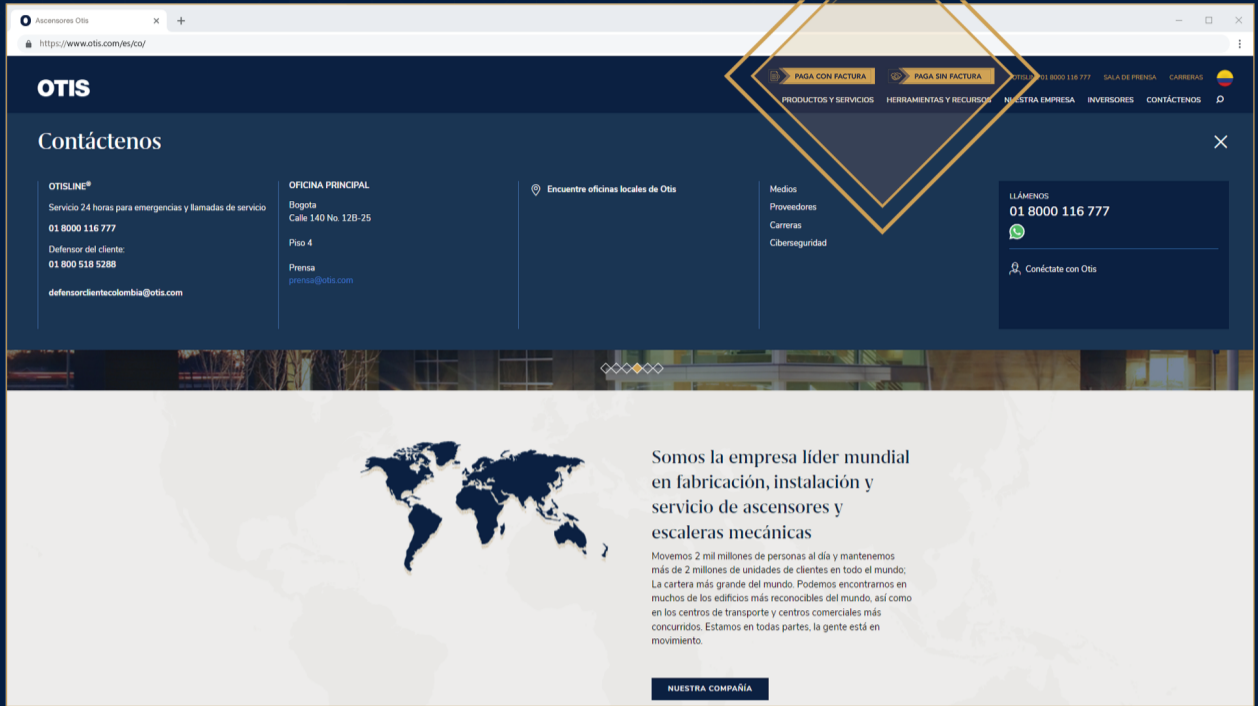 Ascensores Otis
https://www.otis.com/es/co/
OTIS
PAGA CON FACTURA
PAGA SIN FACTURA
OTISLINE 01 8000 116 777
SALA DE PRENSA
CARRERAS
PRODUCTOS Y SERVICIOS
HERRAMIENTAS Y RECURSOS
NUESTRA EMPRESA
INVERSORES
CONTÁCTENOS
Contáctenos
OTISLINE®
Servicio 24 horas para emergencias y llamadas de servicio
01 8000 116 777
Defensor del cliente:
01 800 518 5288
defensorclientecolombia@otis.com
OFICINA PRINCIPAL
Bogota
Calle 140 No. 12B-25
Piso 4
Prensa
prensa@otis.com
Encuentre oficinas locales de Otis
Medios
Proveedores
Carreras
Ciberseguridad
LLÁMENOS
01 8000 116 777
Conéctate con Otis
Somos la empresa líder mundial
en fabricación, instalación y
servicio de ascensores y
escaleras mecánicas
Movemos 2 mil millones de personas al día y mantenemos
más de 2 millones de unidades de clientes en todo el mundo;
La cartera más grande del mundo. Podemos encontrarnos en
muchos de los edificios más reconocibles del mundo, así como
en los centros de transporte y centros comerciales más
concurridos. Estamos en todas partes, la gente está en
movimiento.
NUESTRA COMPAÑÍA